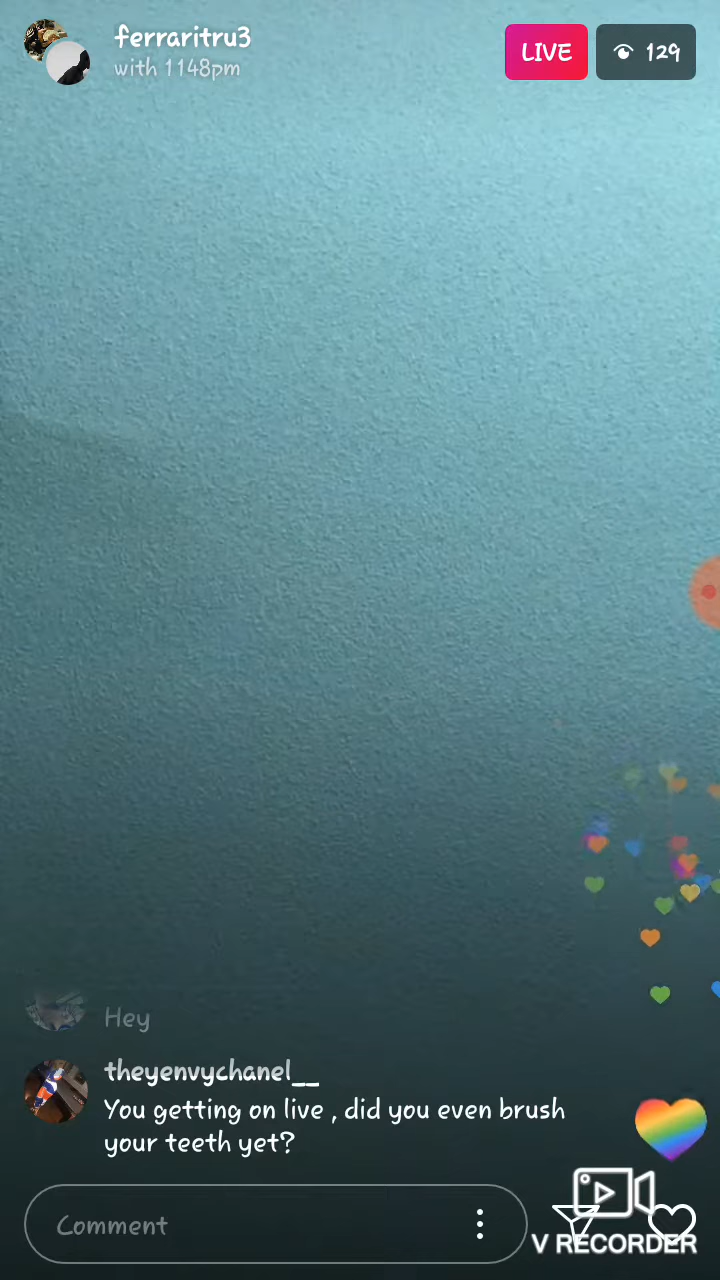 ferraritru3
with 1148pm
LIVE
129
Hey
theyenvychanel__
You getting on live , did you even brush
your teeth yet?
Comment
V RECORDER